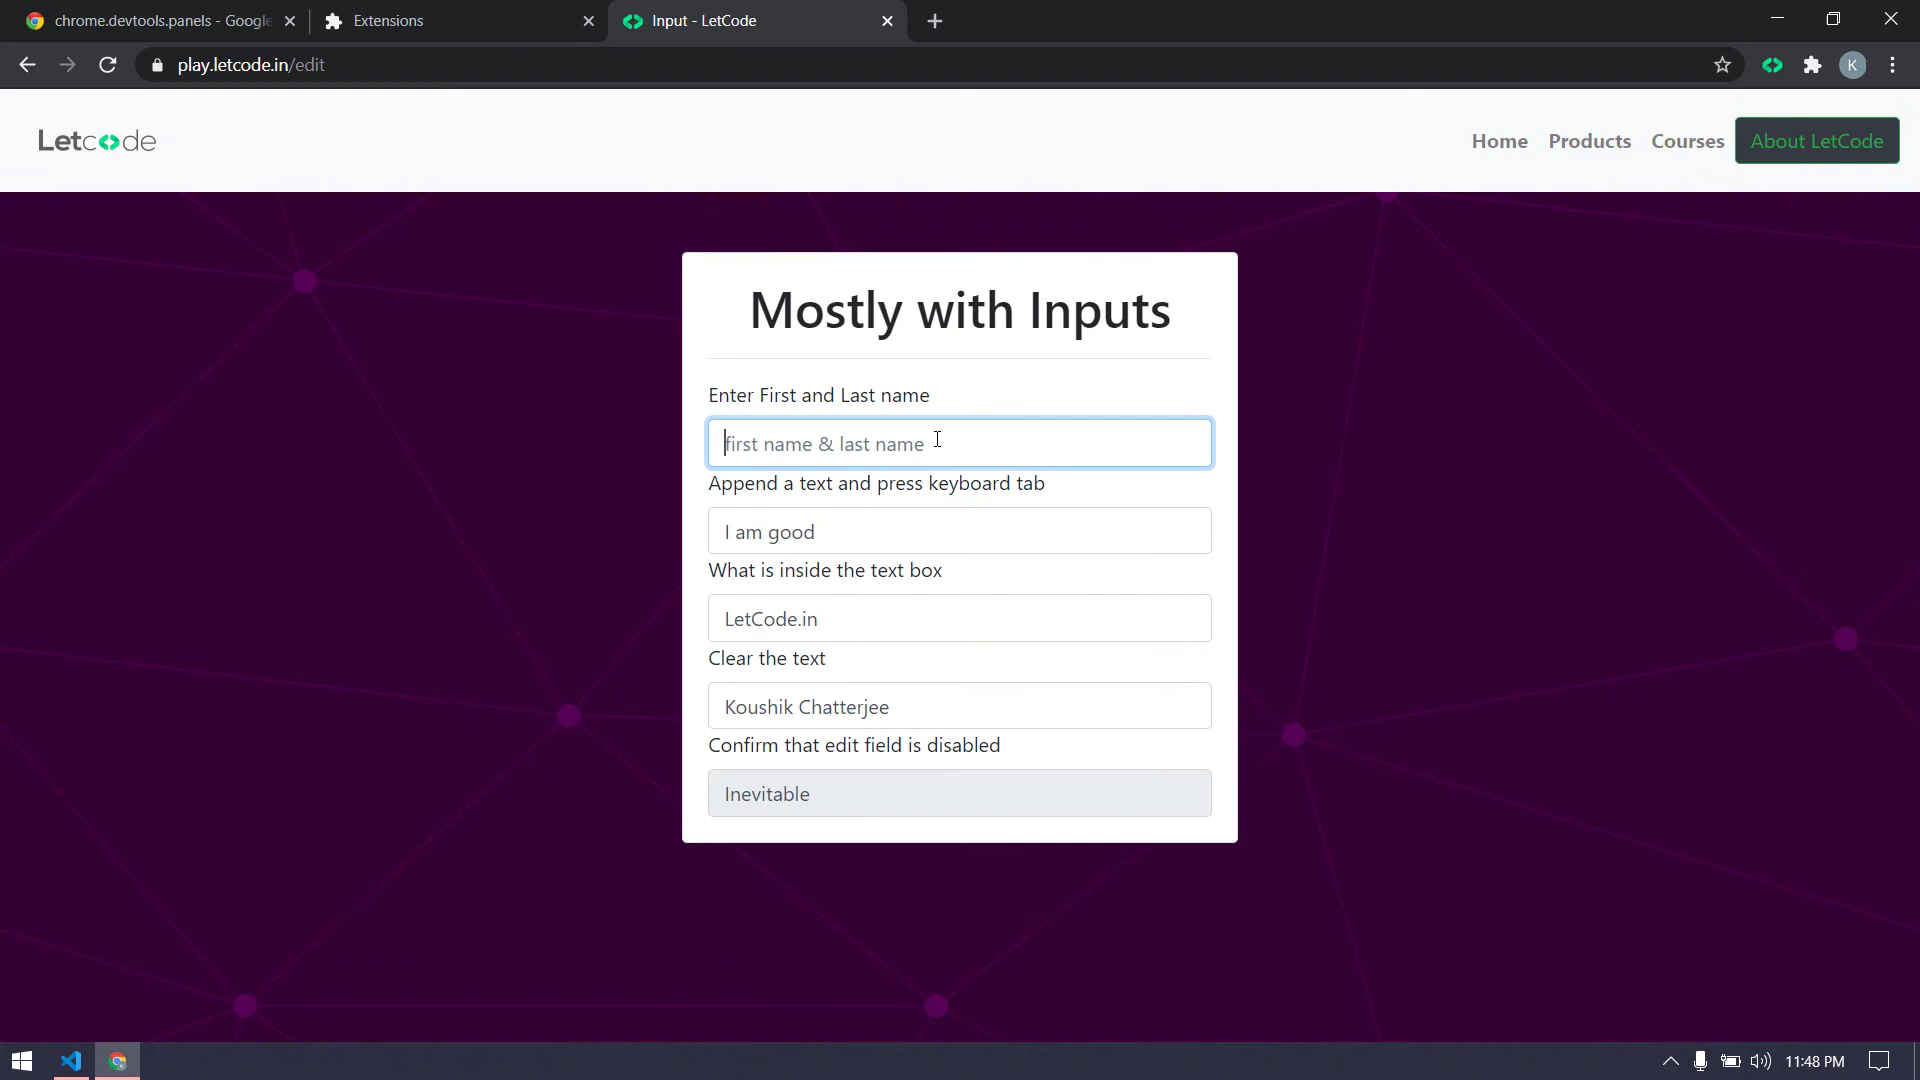 chrome.devtools.panels - Google
Extensions
Input - LetCode
play.letcode.in/edit
K
Letcode
Home
Products
Courses
About LetCode
Mostly with Inputs
Enter First and Last name
first name & last name
Append a text and press keyboard tab
I am good
What is inside the text box
LetCode.in
Clear the text
Koushik Chatterjee
Confirm that edit field is disabled
Inevitable
11:48 PM